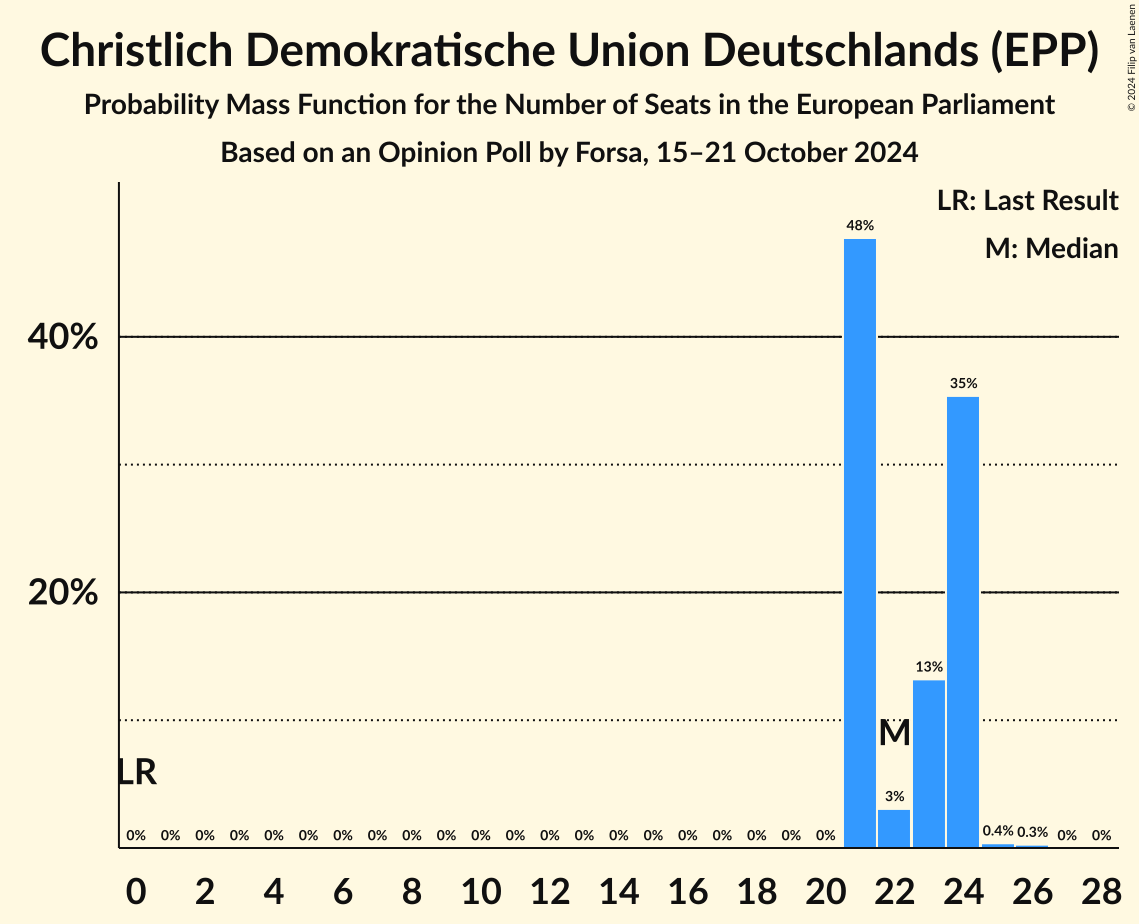 Christlich Demokratische Union Deutschlands (EPP)
Probability Mass Function for the Number of Seats in the European Parliament
Based on an Opinion Poll by Forsa, 15–21 October 2024
© 2024 Filip van Laenen
LR: Last Result
M: Median
48%
40%
35%
20%
13%
M
LR
3%
0% 0% 0% 0% 0% 0% 0% 0% 0% 0% 0% 0% 0% 0% 0% 0% 0% 0% 0% 0% 0% 0.4% 0.3% 0% 0%
0 2 4 6 8 10 12 14 16 18 20 22 24 26 28